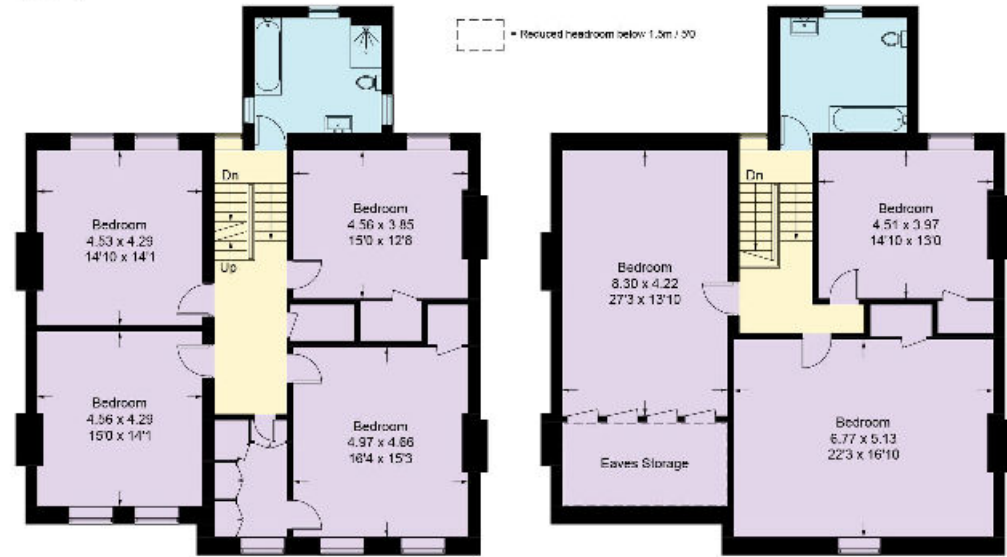 = Reduced headroom below 1.5m / 5'0
Dn
Up
Bedroom
4.53 x 4.29
14'10 x 14'1
Bedroom
4.56 x 3.85
15'0 x 12'8
Bedroom
4.56 x 4.29
15'0 x 14'1
Bedroom
4.97 x 4.66
16'4 x 15'3
Dn
Bedroom
8.30 x 4.22
27'3 x 13'10
Bedroom
4.51 x 3.97
14'10 x 13'0
Bedroom
6.77 x 5.13
22'3 x 16'10
Eaves Storage